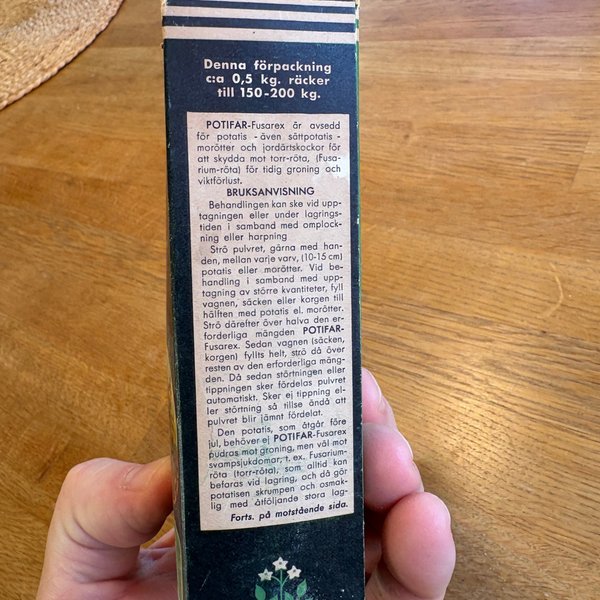 Denna förpackning
c:a 0,5 kg. räcker
till 150-200 kg.
POTIFAR-Fusarex är avsedd
för potatis - även sättpotatis -
morötter och jordärtskockor för
att skydda mot torr-röta, (Fusa-
rium-röta) för tidig groning och
viktförlust.
BRUKSANVISNING
Behandlingen kan ske vid upp-
tagningen eller under lagrings-
tiden i samband med omplock-
ning eller harpning
Strö pulvret, gärna med han-
den, mellan varje varv, (10-15 cm)
potatis eller morötter. Vid be-
handling i samband med upp-
tagning av större kvantiteter, fyll
vagnen, säcken eller korgen till
hälften med potatis el. morötter.
Strö därefter över halva den er-
forderliga mängden POTIFAR-
Fusarex. Sedan vagnen (säcken,
korgen) fyllts helt, strö då över
resten av den erforderlig mäng-
den. Då sedan störtningen eller
tippningen sker fördelas pulvret
automatiskt. Sker ej tippning el-
ler störtning så tillse ändå att
pulvret blir jämnt fördelat.
Den potatis, som åtgår före
jul, behöver ej POTIFAR-Fusarex
pudras mot groning, men väl mot
svampsjukdomar, t. ex. Fusarium-
röta (torr-röta), som alltid kan
befaras vid lagring, och då gör
potatisen skrumpen och osmak-
lig med åtföljande stora lag-
Forts. på motstående sida.